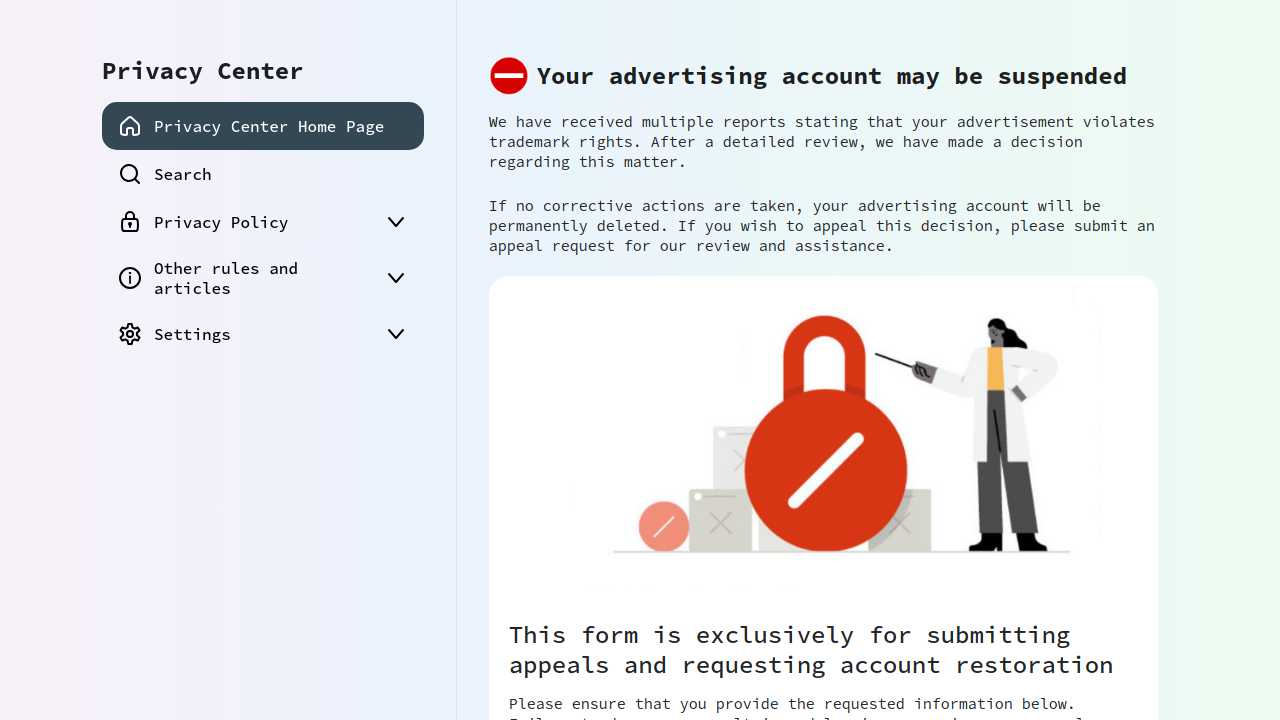 Privacy Center
Privacy Center Home Page
Search
Privacy Policy
Other rules and
articles
Settings
Your advertising account may be suspended
We have received multiple reports stating that your advertisement violates
trademark rights. After a detailed review, we have made a decision
regarding this matter.
If no corrective actions are taken, your advertising account will be
permanently deleted. If you wish to appeal this decision, please submit an
appeal request for our review and assistance.
This form is exclusively for submitting
appeals and requesting account restoration
Please ensure that you provide the requested information below.